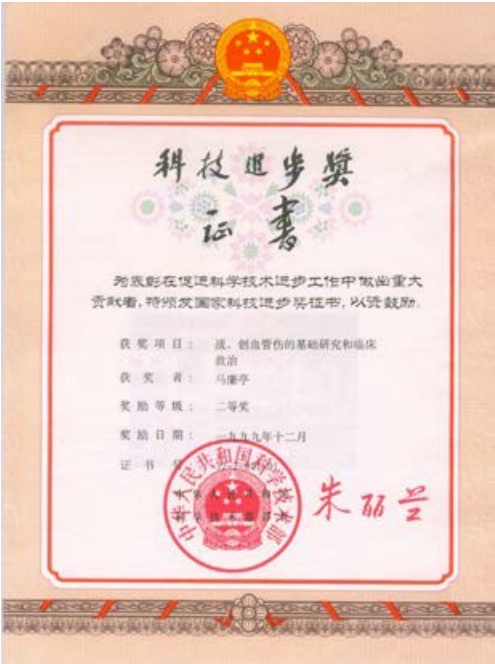 科技进步奖
证书
为表彰在促进科学技术进步工作中做出重大
贡献者，特颁发国家科技进步奖证书，以资鼓励。
获奖项目： 战、创血管伤的基础研究和临床
救治
获奖者： 马廉亭
奖励等级： 二等奖
奖励日期： 一九九九年十二月
证书号
中华人民共和国科学技术部
朱丽兰